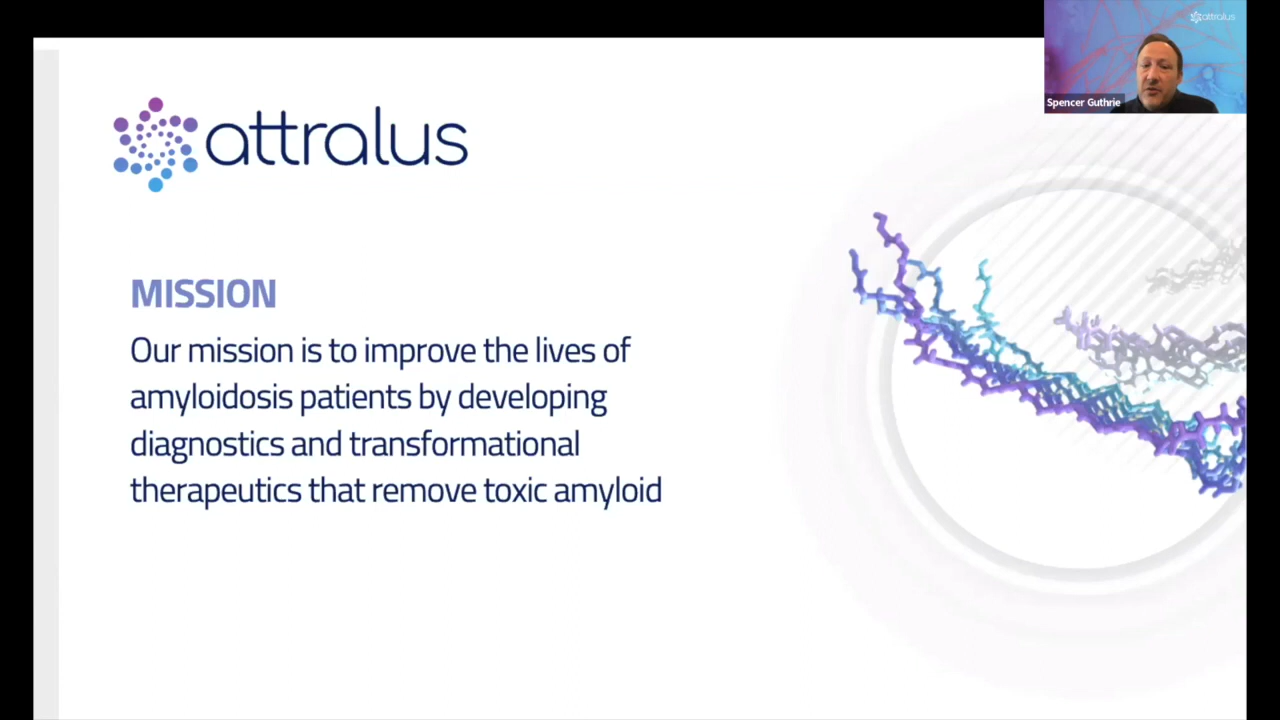 attralus
Spencer Guthrie
attralus
MISSION
Our mission is to improve the lives of
amyloidosis patients by developing
diagnostics and transformational
therapeutics that remove toxic amyloid